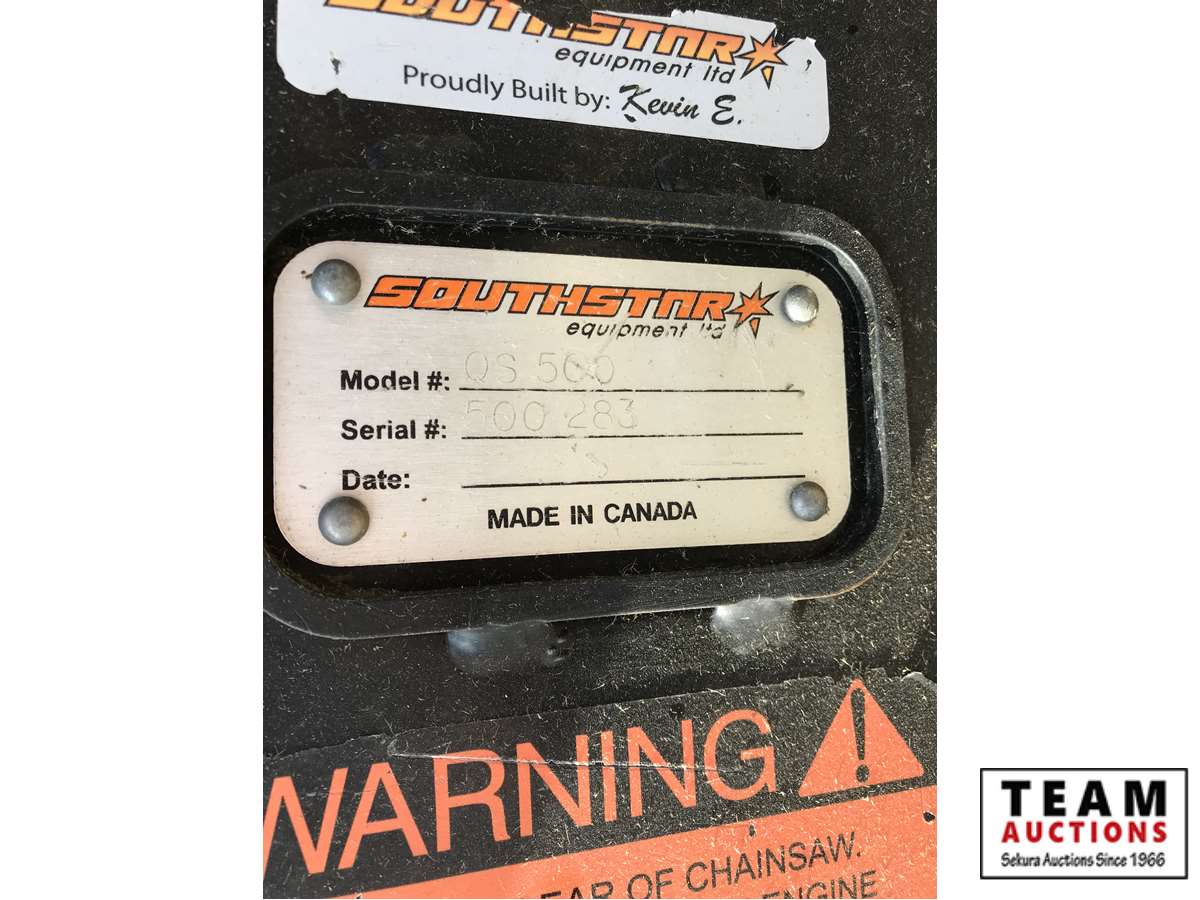 SOUTHSTAR
equipment ltd
Proudly Built by: Kevin E.
SOUTHSTAR
equipment ltd
Model #: QS 500
Serial #: 500 283
Date:
MADE IN CANADA
WARNING
OF CHAINSAW.
ENGINE
TEAM
AUCTIONS
Sekura Auctions Since 1966